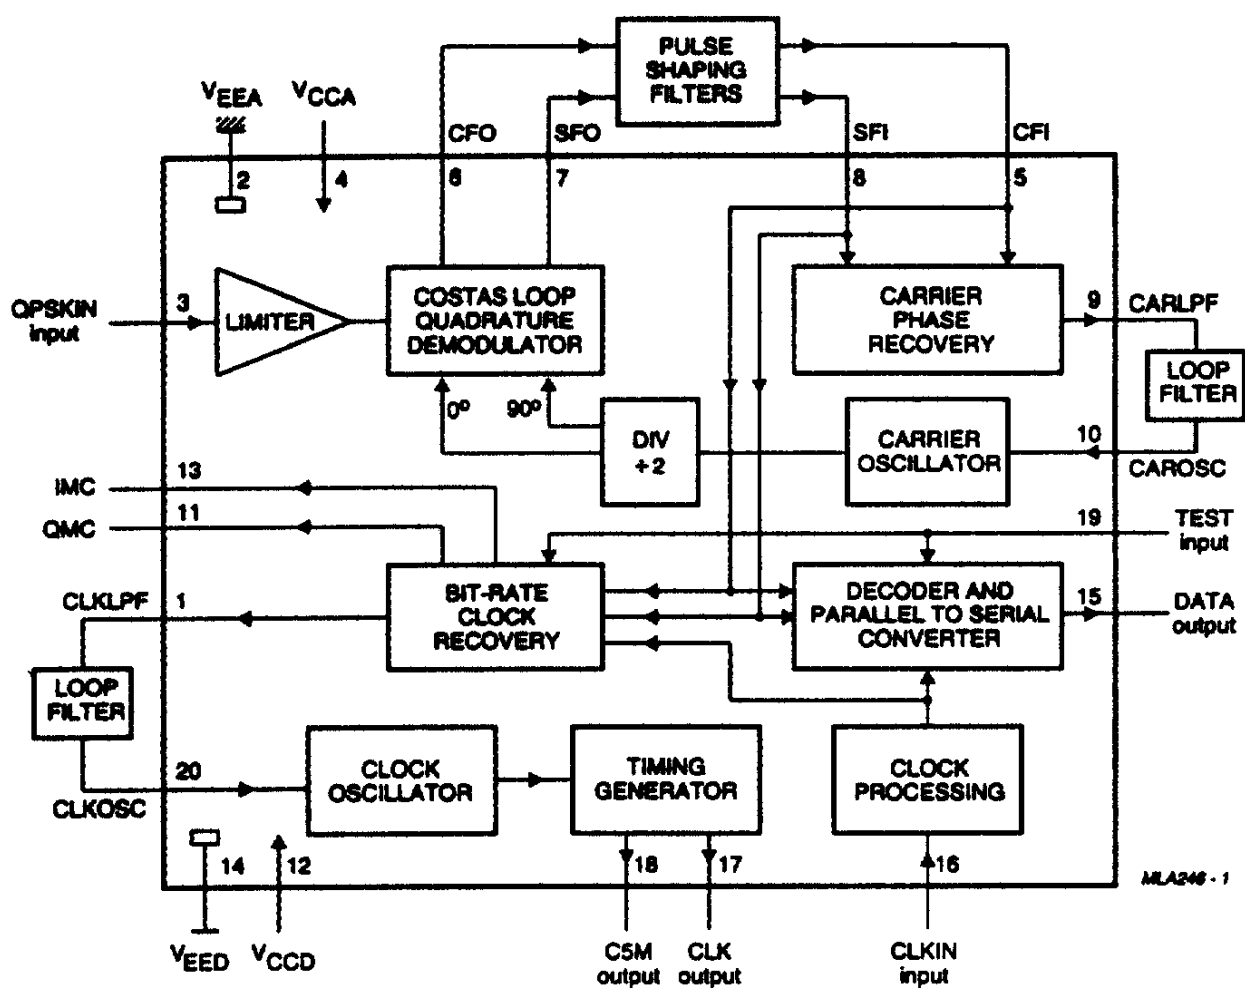 PULSE
SHAPING
FILTERS
VEEA
VCCA
CFO
SFO
SFI
CFI
2
4
6
7
8
5
QPSKIN
input
3
LIMITER
COSTAS LOOP
QUADRATURE
DEMODULATOR
CARRIER
PHASE
RECOVERY
9
CARLPF
LOOP
FILTER
0º
90º
DIV
÷2
CARRIER
OSCILLATOR
10
CAROSC
IMC
13
QMC
11
19
TEST
input
CLKLPF
1
BIT-RATE
CLOCK
RECOVERY
DECODER AND
PARALLEL TO SERIAL
CONVERTER
15
DATA
output
LOOP
FILTER
CLKOSC
20
CLOCK
OSCILLATOR
TIMING
GENERATOR
CLOCK
PROCESSING
14
12
18
17
16
MLA246 - 1
VEED
VCCD
C5M
output
CLK
output
CLKIN
input